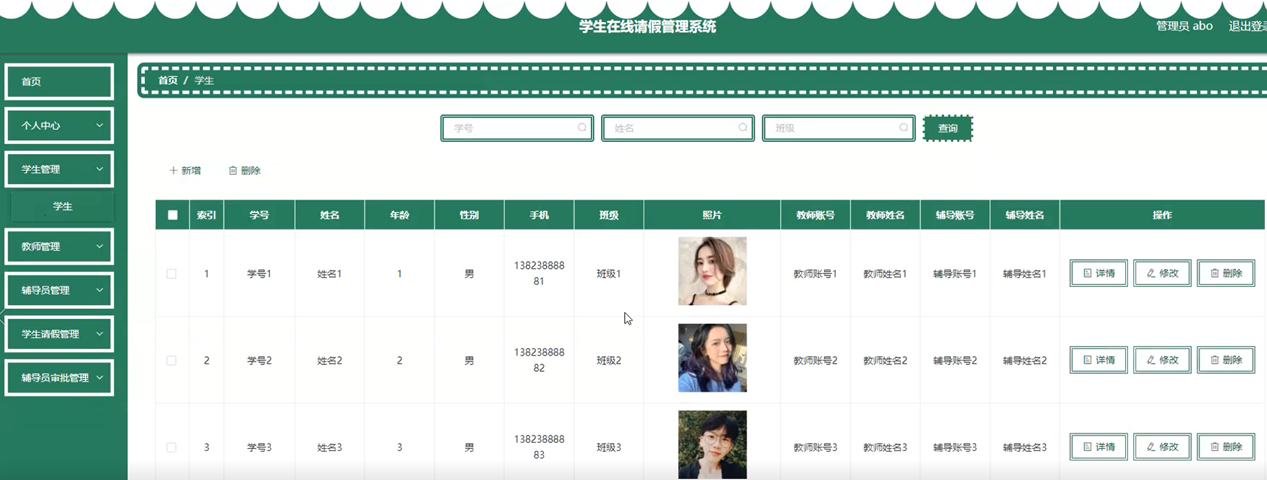 学生在线请假管理系统
管理员 abo 退出登录
首页
个人中心
学生管理
学生
教师管理
辅导员管理
学生请假管理
辅导员审批管理
首页 / 学生
学号 姓名 班级 查询
新增 删除
索引 学号 姓名 年龄 性别 手机 班级 照片 教师账号 教师姓名 辅导账号 辅导姓名 操作
1 学号1 姓名1 1 男 13823888881 班级1 教师账号1 教师姓名1 辅导账号1 辅导姓名1 详情 修改 删除
2 学号2 姓名2 2 男 13823888882 班级2 教师账号2 教师姓名2 辅导账号2 辅导姓名2 详情 修改 删除
3 学号3 姓名3 3 男 13823888883 班级3 教师账号3 教师姓名3 辅导账号3 辅导姓名3 详情 修改 删除